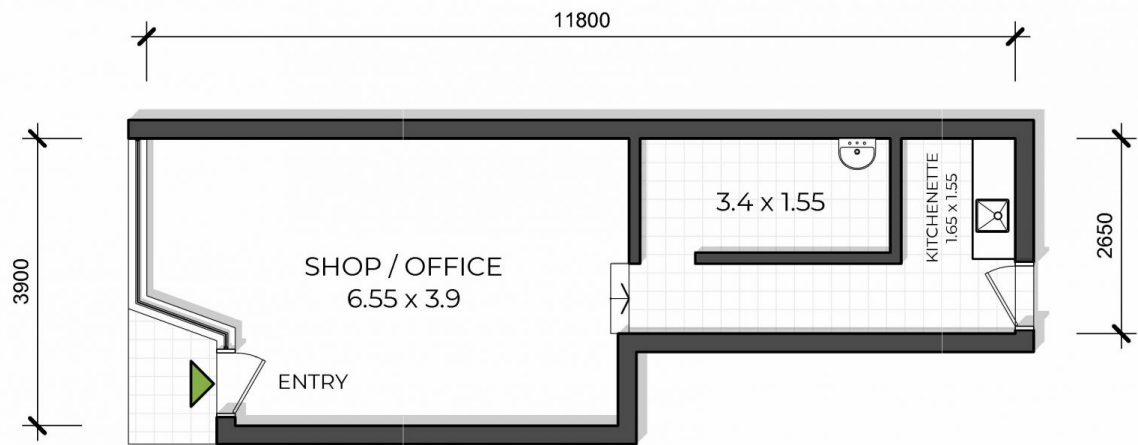 11800
3900
SHOP / OFFICE
6.55 x 3.9
ENTRY
3.4 x 1.55
KITCHENETTE
1.65 x 1.55
2650